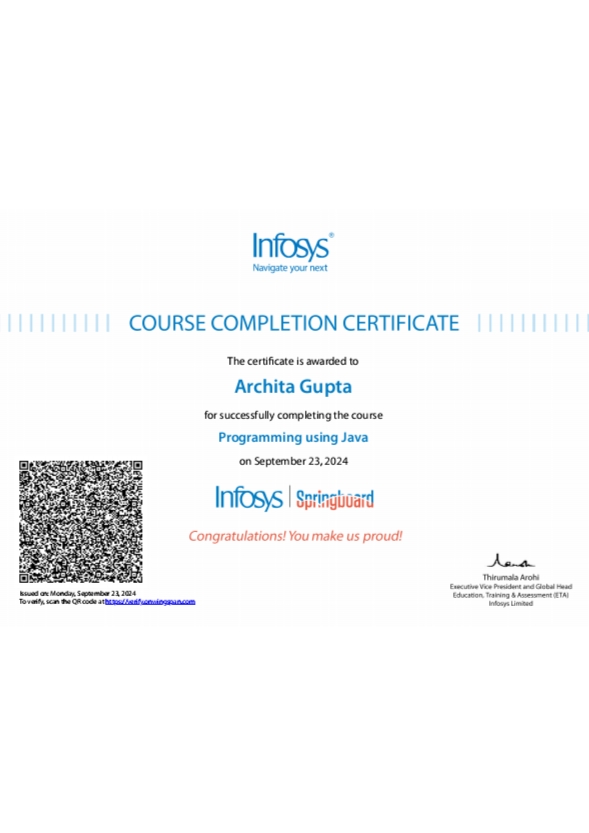 Infosys®
Navigate your next
COURSE COMPLETION CERTIFICATE
The certificate is awarded to
Archita Gupta
for successfully completing the course
Programming using Java
on September 23, 2024
Infosys | Springboard
Congratulations! You make us proud!
Issued on: Monday, September 23, 2024
To verify, scan the QR code at https://verify.onwingspan.com
Thirumala Arohi
Executive Vice President and Global Head
Education, Training & Assessment (ETA)
Infosys Limited